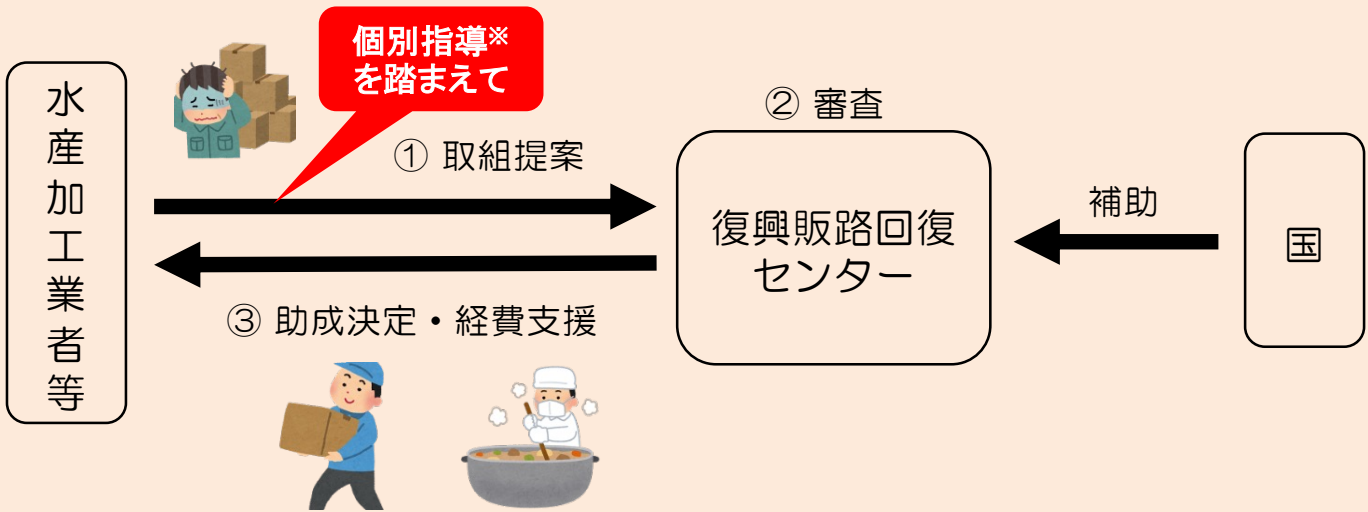 個別指導※
を踏まえて
水産加工業者等
① 取組提案
② 審査
復興販路回復
センター
補助
国
③ 助成決定・経費支援